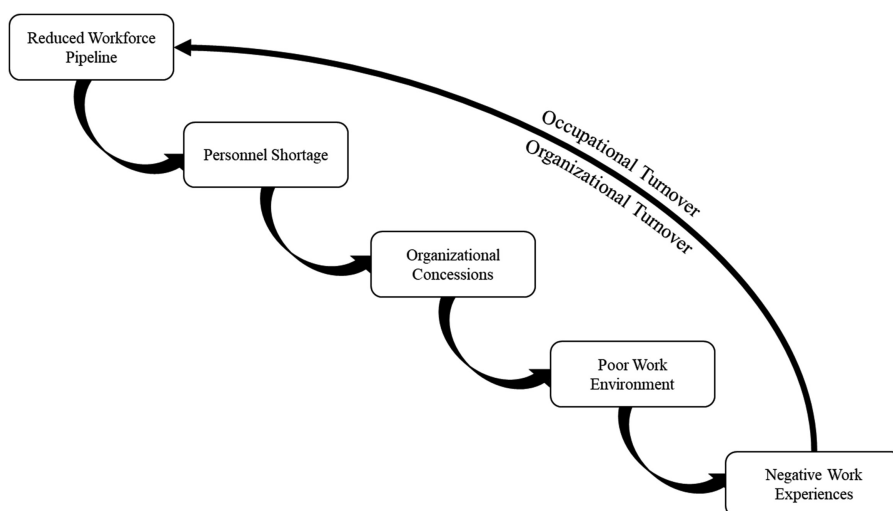 Reduced Workforce
Pipeline
Occupational Turnover
Organizational Turnover
Personnel Shortage
Organizational
Concessions
Poor Work
Environment
Negative Work
Experiences